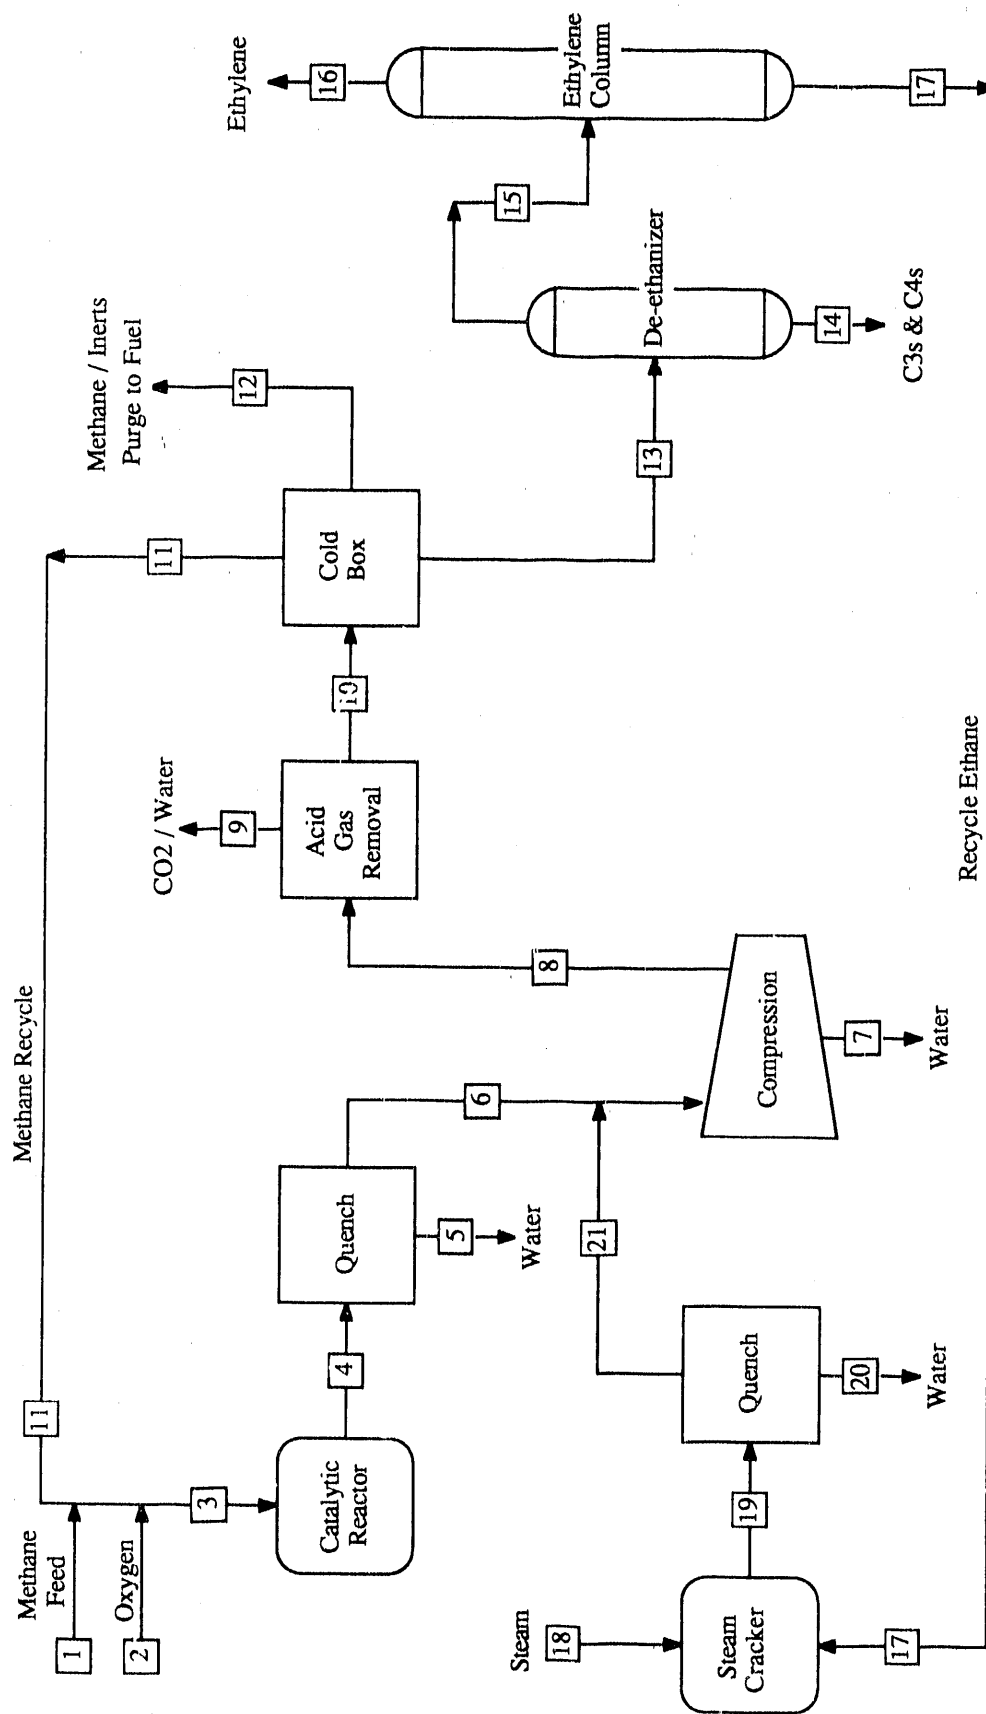 Methane Recycle
11
11
Methane
Feed
1
Oxygen
2
3
Catalytic
Reactor
4
Quench
5
Water
6
CO2 / Water
9
Acid
Gas
Removal
10
Cold
Box
Methane / Inerts
Purge to Fuel
12
13
Ethylene
16
Ethylene
Column
15
De-ethanizer
14
C3s & C4s
17
8
Compression
7
Water
21
Steam
18
Steam
Cracker
19
Quench
20
Water
17
Recycle Ethane